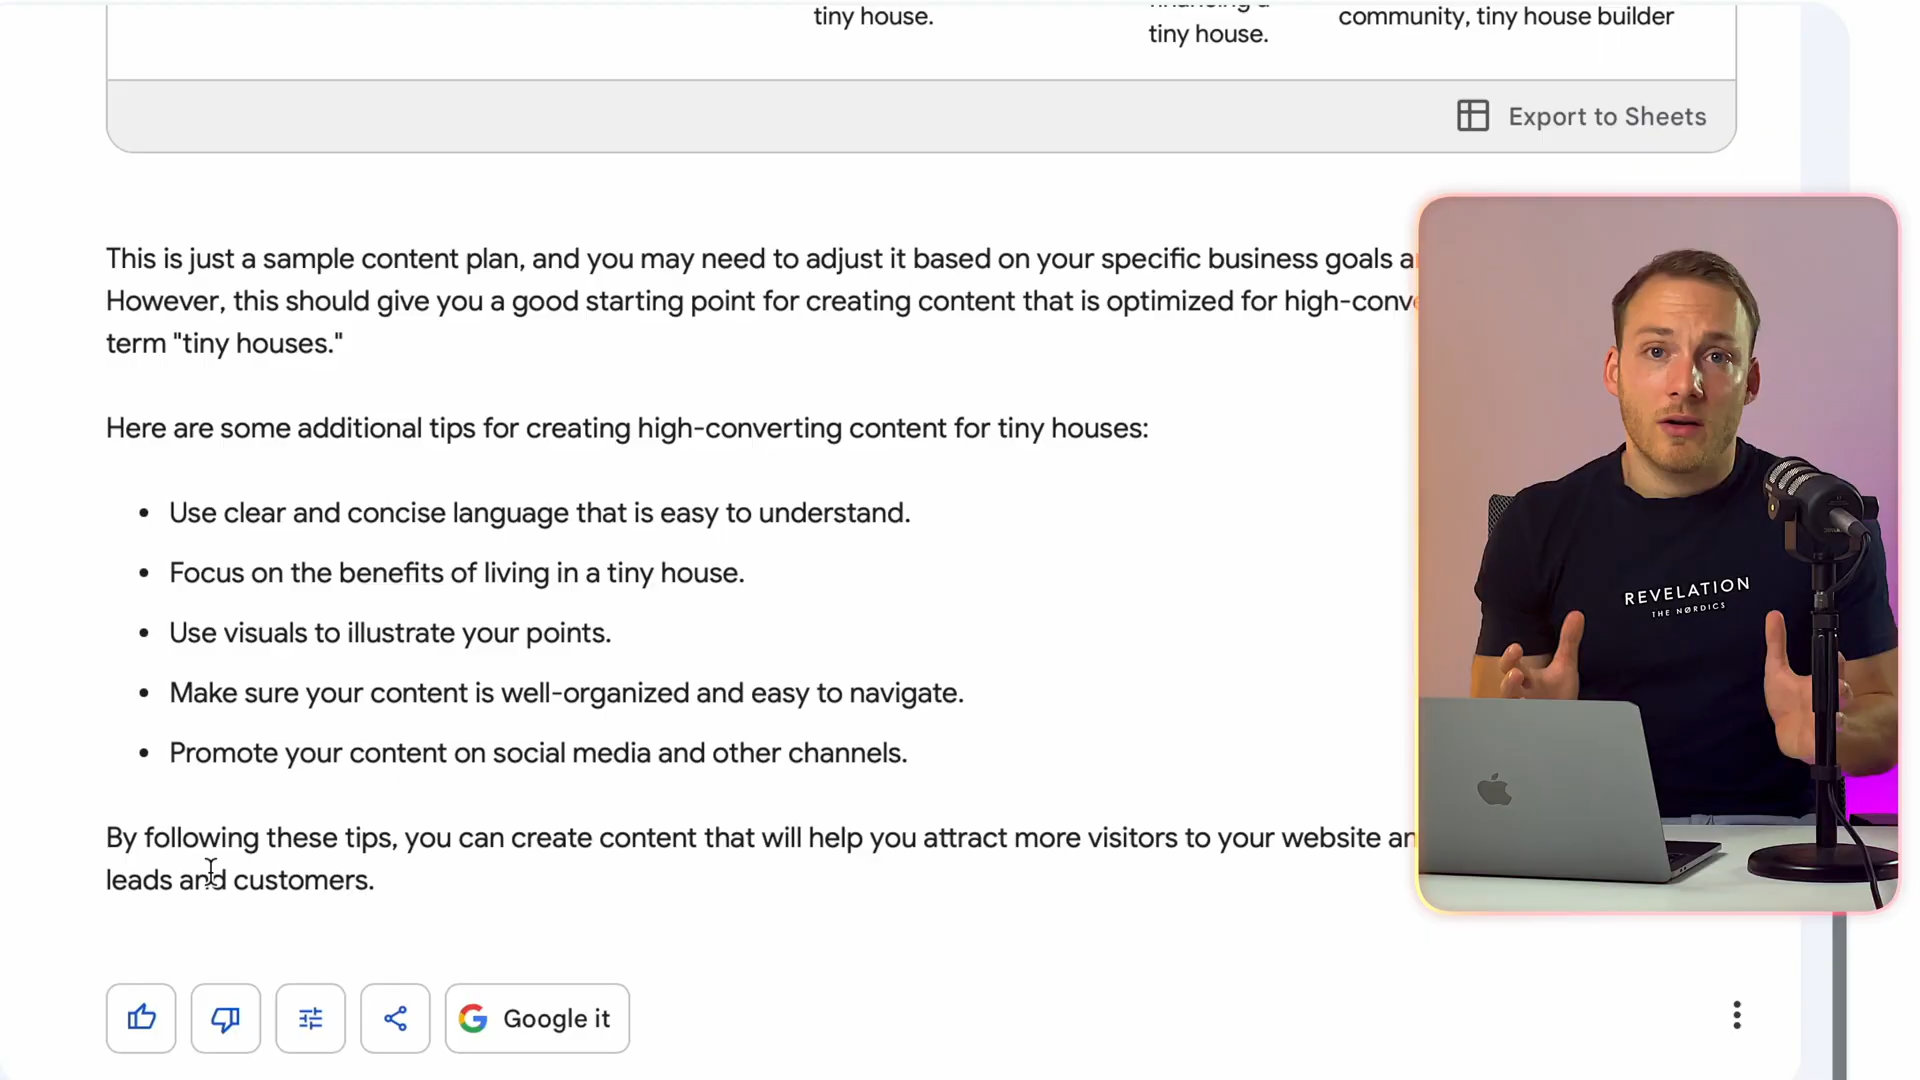 tiny house.
tiny house.
community, tiny house builder
Export to Sheets
This is just a sample content plan, and you may need to adjust it based on your specific business goals
However, this should give you a good starting point for creating content that is optimized for
term "tiny houses."
Here are some additional tips for creating high-converting content for tiny houses:
• Use clear and concise language that is easy to understand.
• Focus on the benefits of living in a tiny house.
• Use visuals to illustrate your points.
• Make sure your content is well-organized and easy to navigate.
• Promote your content on social media and other channels.
By following these tips, you can create content that will help you attract more visitors to your website
leads and customers.
Google it
REVELATION
THE NØRDICS